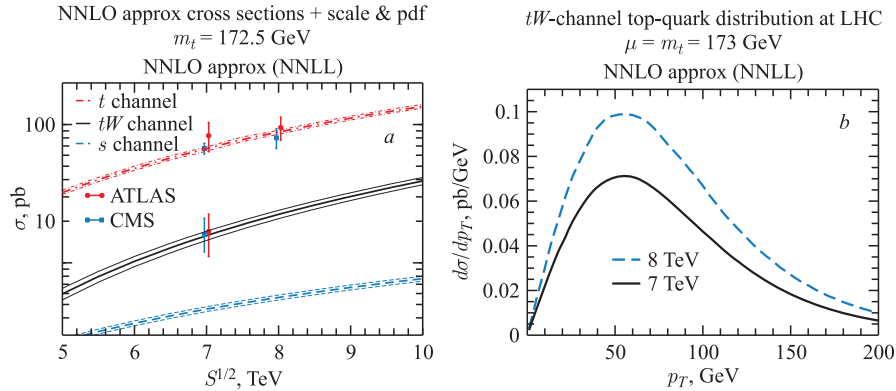 NNLO approx cross sections + scale & pdf
m_t = 172.5 GeV
NNLO approx (NNLL)
t channel
tW channel
s channel
a
ATLAS
CMS
100
10
σ, pb
5 6 7 8 9 10
S^{1/2}, TeV
tW-channel top-quark distribution at LHC
μ = m_t = 173 GeV
NNLO approx (NNLL)
b
0.1
0.08
0.06
0.04
0.02
0
dσ/dp_T, pb/GeV
8 TeV
7 TeV
50 100 150 200
p_T, GeV